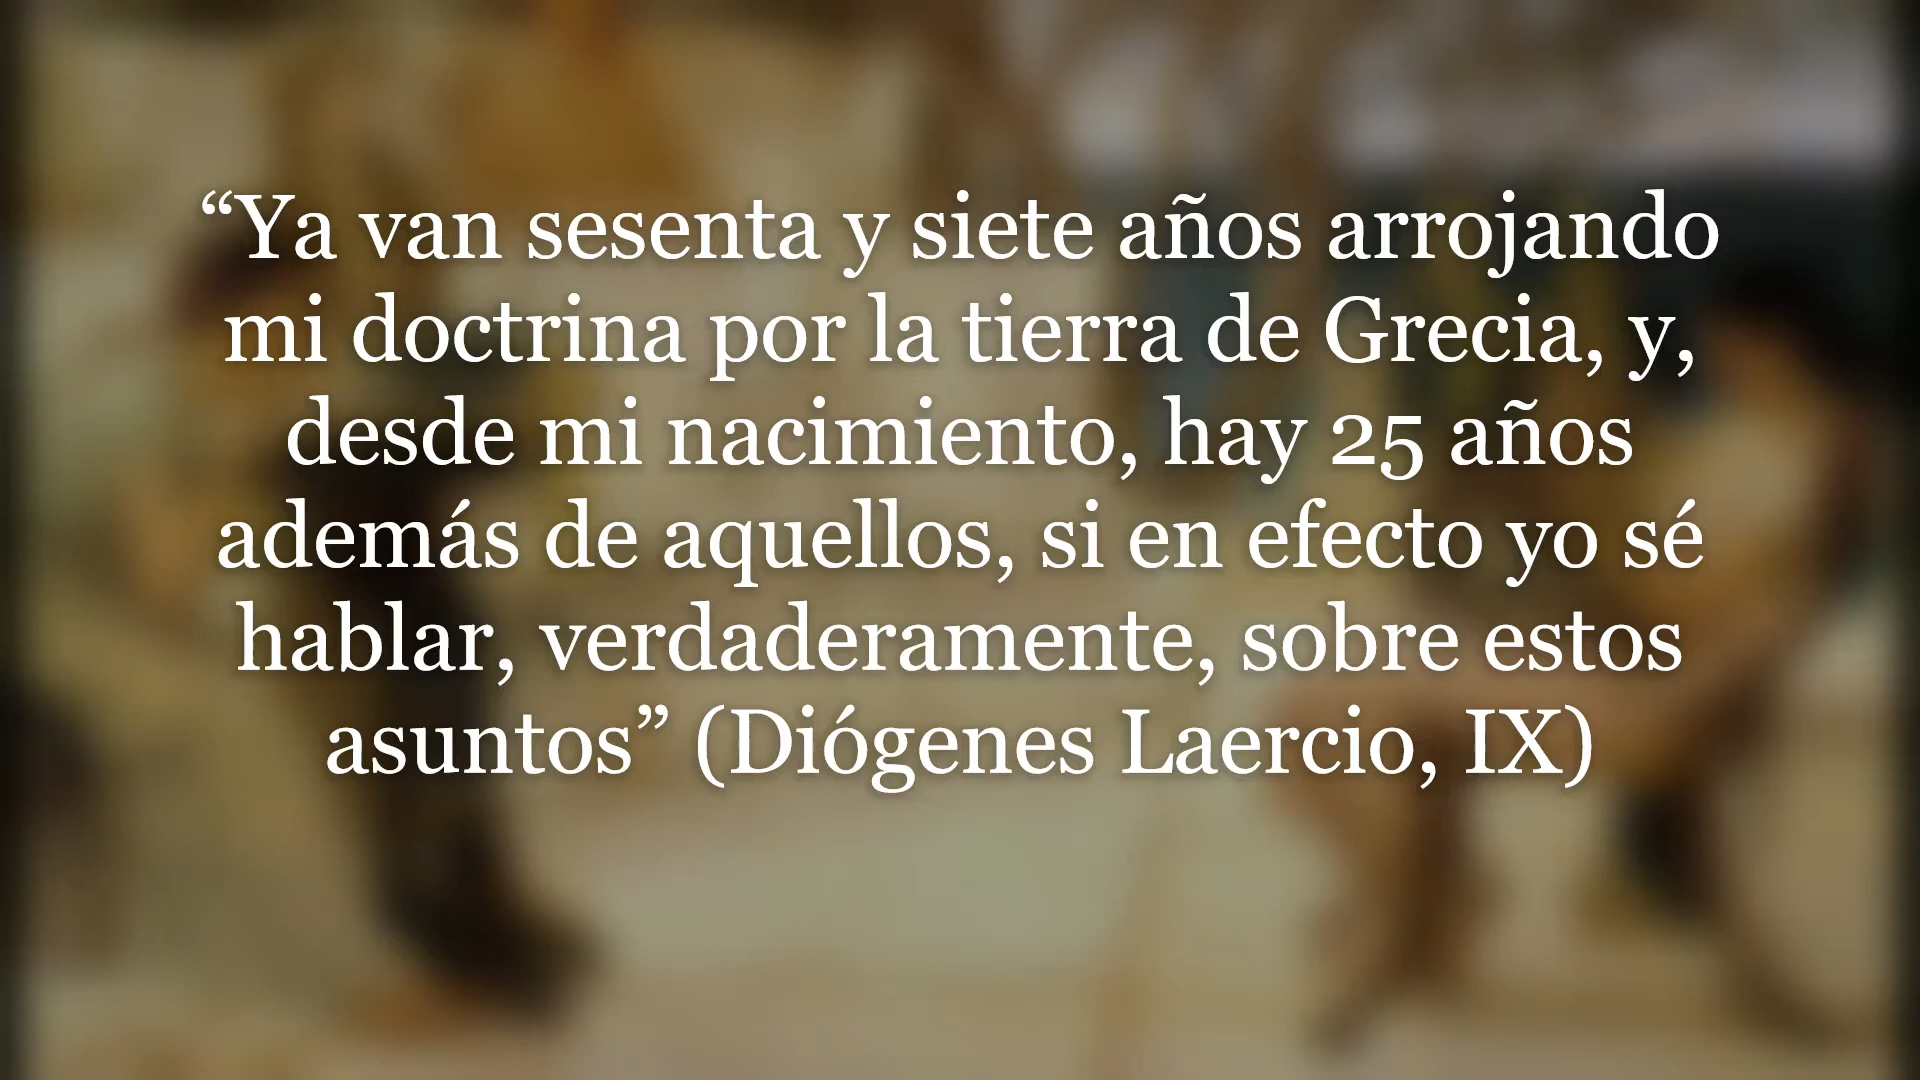 “Ya van sesenta y siete años arrojando
mi doctrina por la tierra de Grecia, y,
desde mi nacimiento, hay 25 años
además de aquellos, si en efecto yo sé
hablar, verdaderamente, sobre estos
asuntos” (Diógenes Laercio, IX)